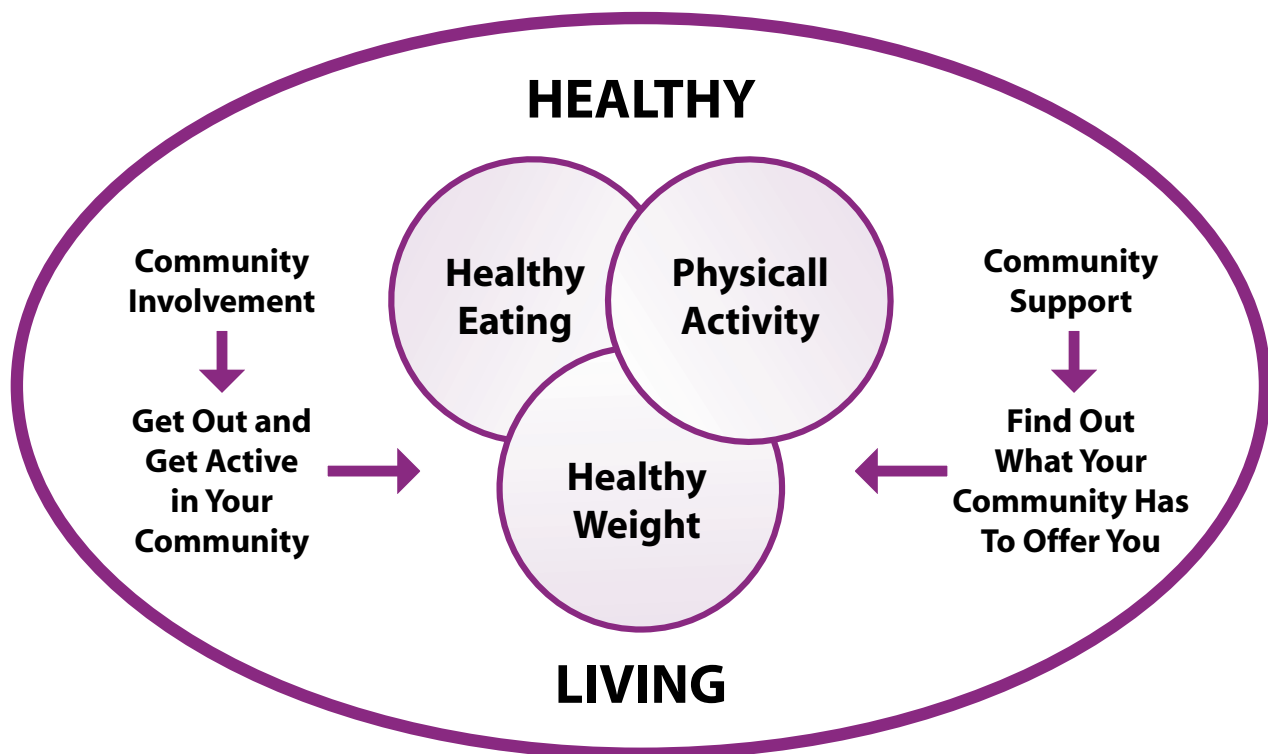 HEALTHY
Community
Involvement
Get Out and
Get Active
in Your
Community
Healthy
Eating
Physicall
Activity
Healthy
Weight
Community
Support
Find Out
What Your
Community Has
To Offer You
LIVING